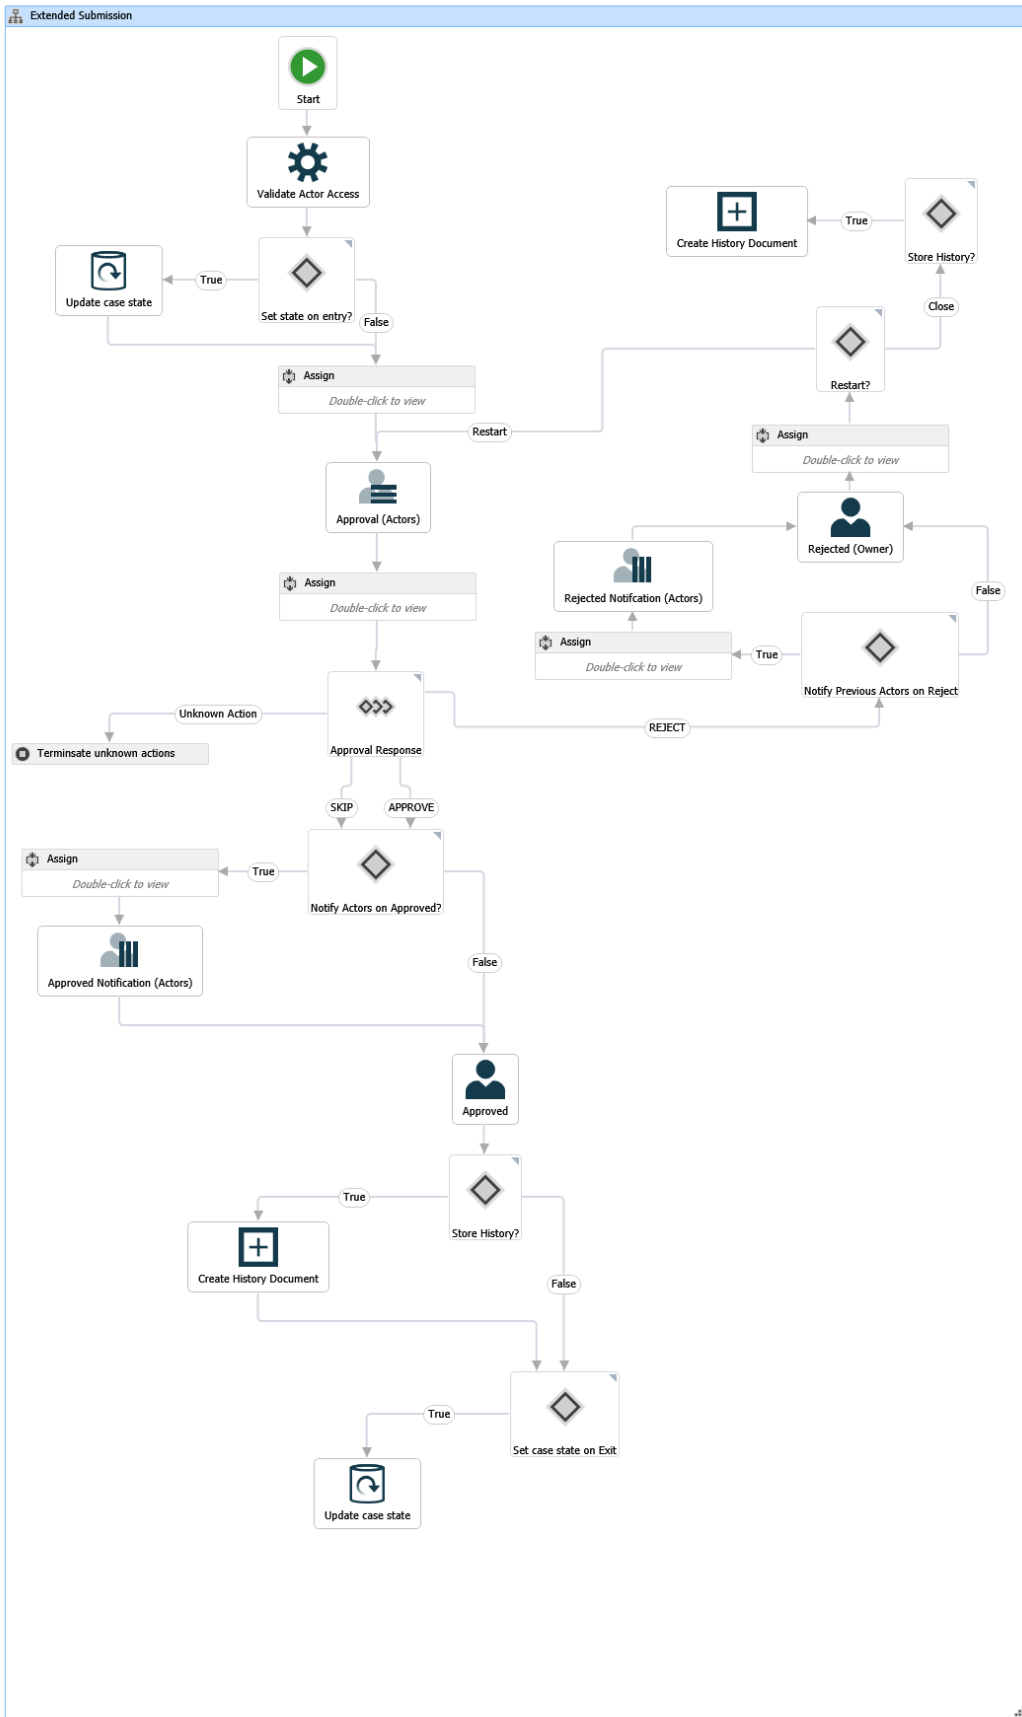 Extended Submission
Start
Validate Actor Access
Update case state
True
Set state on entry?
False
Assign
Double-click to view
Restart
Approval (Actors)
Assign
Double-click to view
Unknown Action
Approval Response
Terminsate unknown actions
REJECT
SKIP
APPROVE
Create History Document
True
Store History?
Close
Restart?
Assign
Double-click to view
Rejected (Owner)
Rejected Notifcation (Actors)
False
Assign
Double-click to view
True
Notify Previous Actors on Reject
Assign
Double-click to view
True
Notify Actors on Approved?
Approved Notification (Actors)
False
Approved
True
Store History?
Create History Document
False
True
Set case state on Exit
Update case state